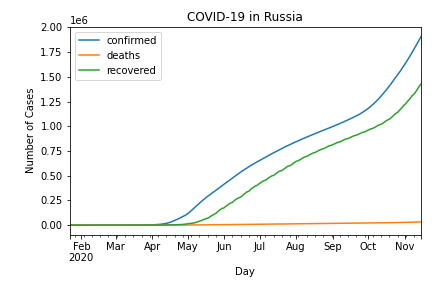 COVID-19 in Russia
1e6
confirmed
deaths
recovered
2.00
1.75
1.50
1.25
1.00
0.75
0.50
0.25
0.00
Number of Cases
Feb Mar Apr May Jun Jul Aug Sep Oct Nov
2020
Day